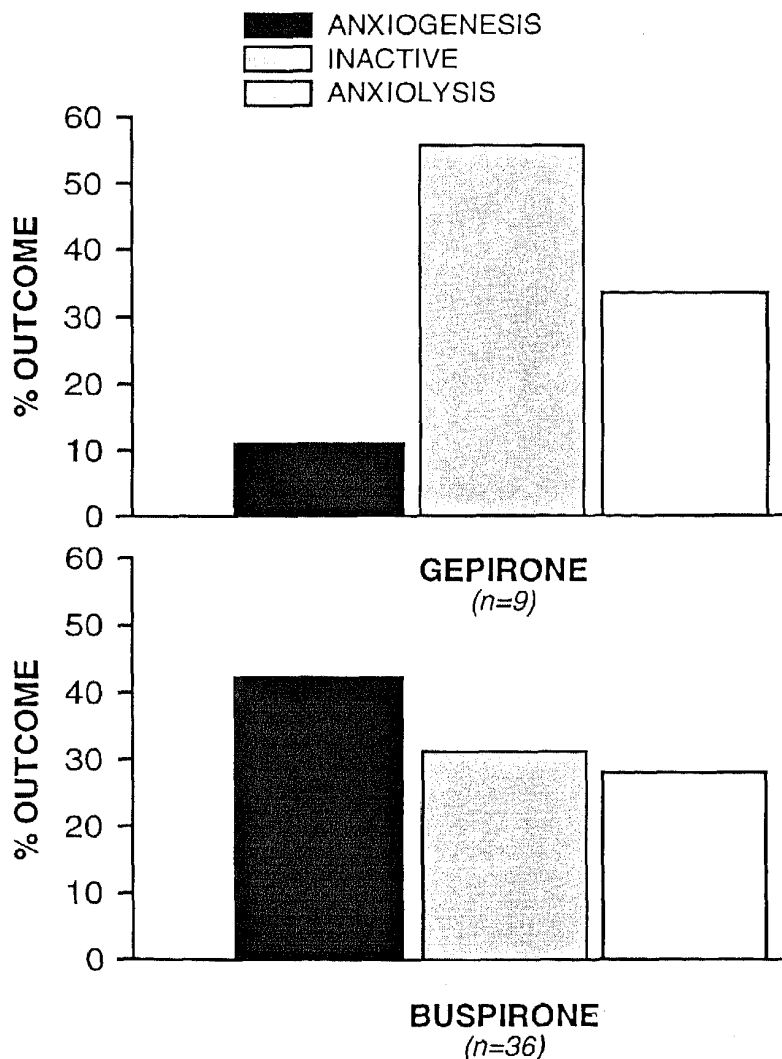 ANXIOGENESIS
INACTIVE
ANXIOLYSIS
60
50
40
30
20
10
0
% OUTCOME
GEPIRONE
(n=9)
60
50
40
30
20
10
0
% OUTCOME
BUSPIRONE
(n=36)